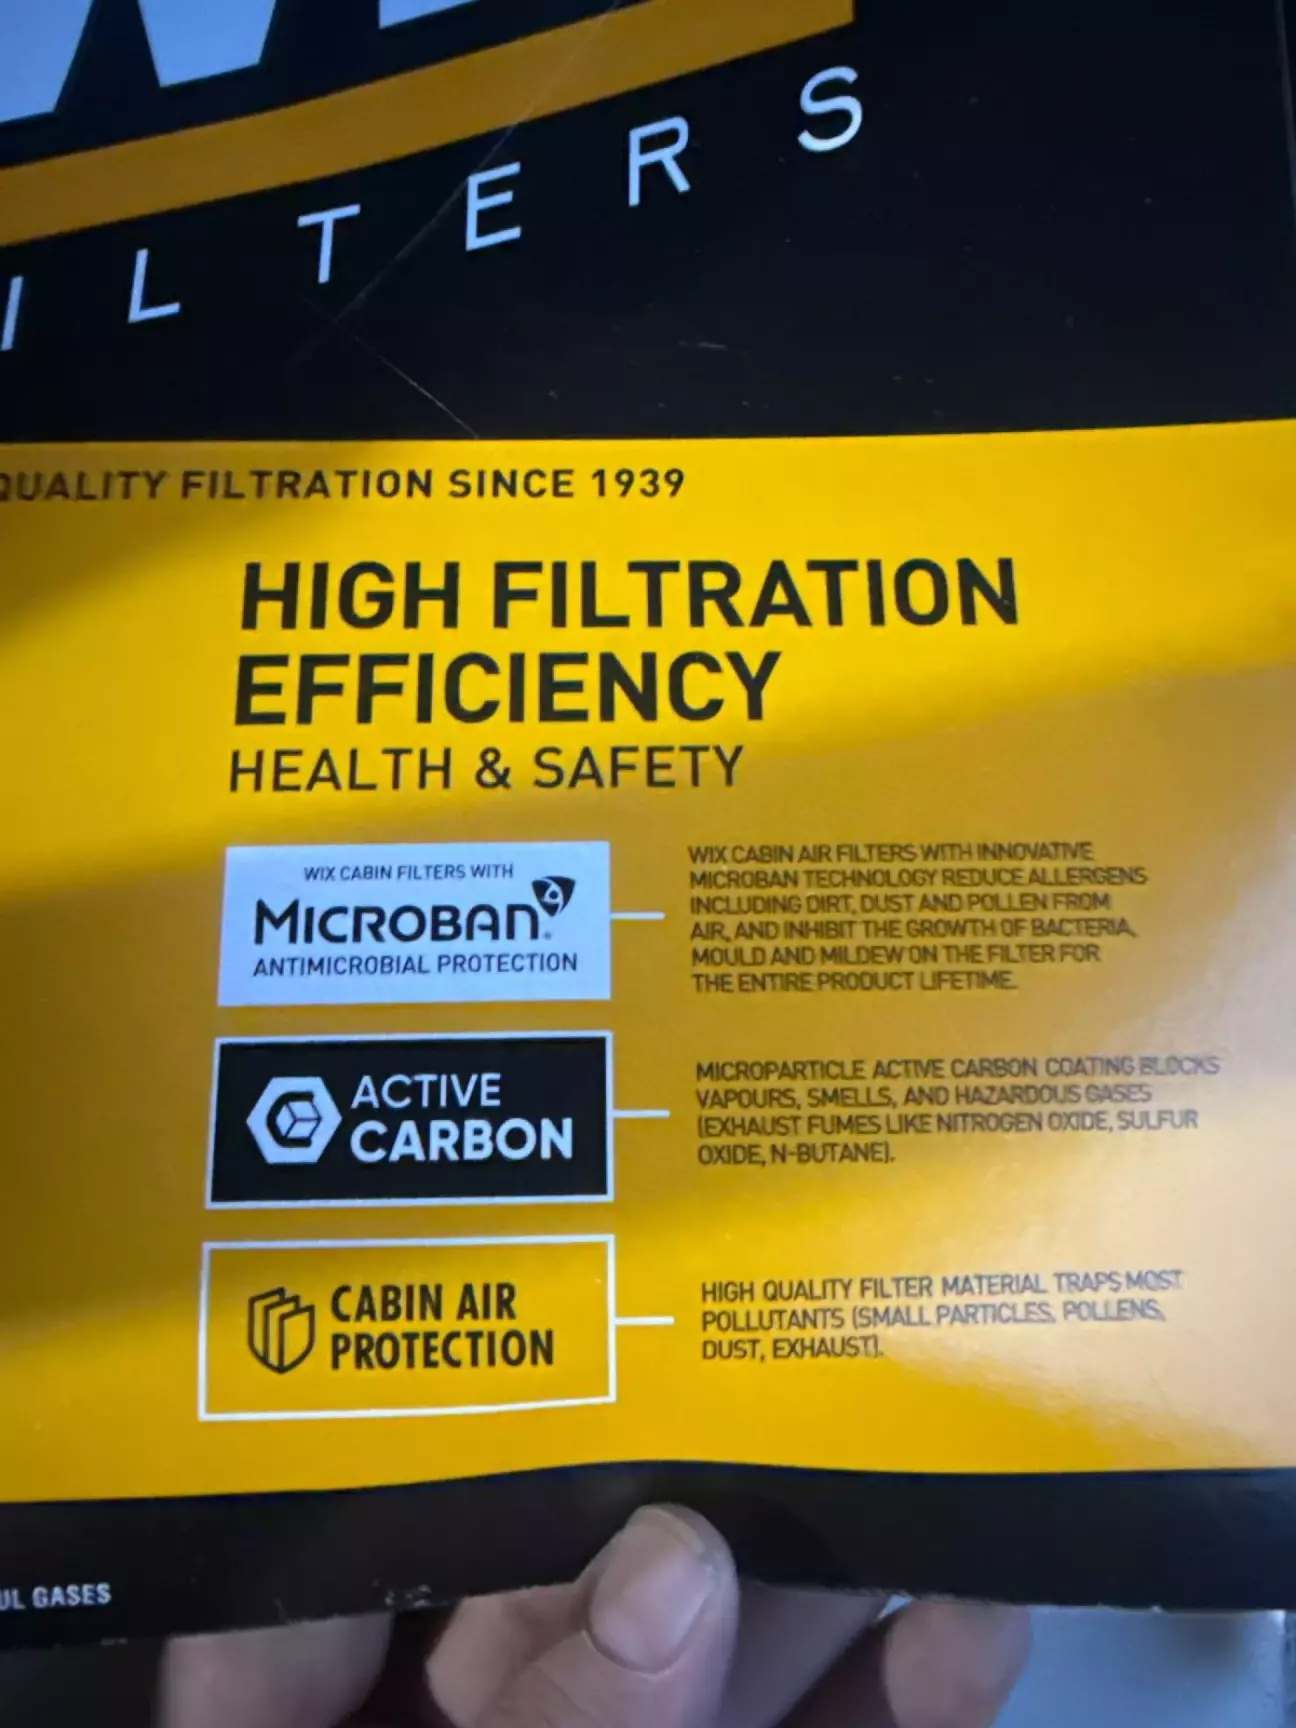 ILTERS
QUALITY FILTRATION SINCE 1939
HIGH FILTRATION
EFFICIENCY
HEALTH & SAFETY
WIX CABIN FILTERS WITH
MICROBAN®
ANTIMICROBIAL PROTECTION
WIX CABIN AIR FILTERS WITH INNOVATIVE
MICROBAN TECHNOLOGY REDUCE ALLERGENS
INCLUDING DIRT, DUST AND POLLEN FROM
AIR, AND INHIBIT THE GROWTH OF BACTERIA,
MOULD AND MILDEW ON THE FILTER FOR
THE ENTIRE PRODUCT LIFETIME.
ACTIVE
CARBON
MICROPARTICLE ACTIVE CARBON COATING BLOCKS
VAPOURS, SMELLS, AND HAZARDOUS GASES
(EXHAUST FUMES LIKE NITROGEN OXIDE, SULFUR
OXIDE, N-BUTANE).
CABIN AIR
PROTECTION
HIGH QUALITY FILTER MATERIAL TRAPS MOST
POLLUTANTS (SMALL PARTICLES, POLLENS,
DUST, EXHAUST).
UL GASES